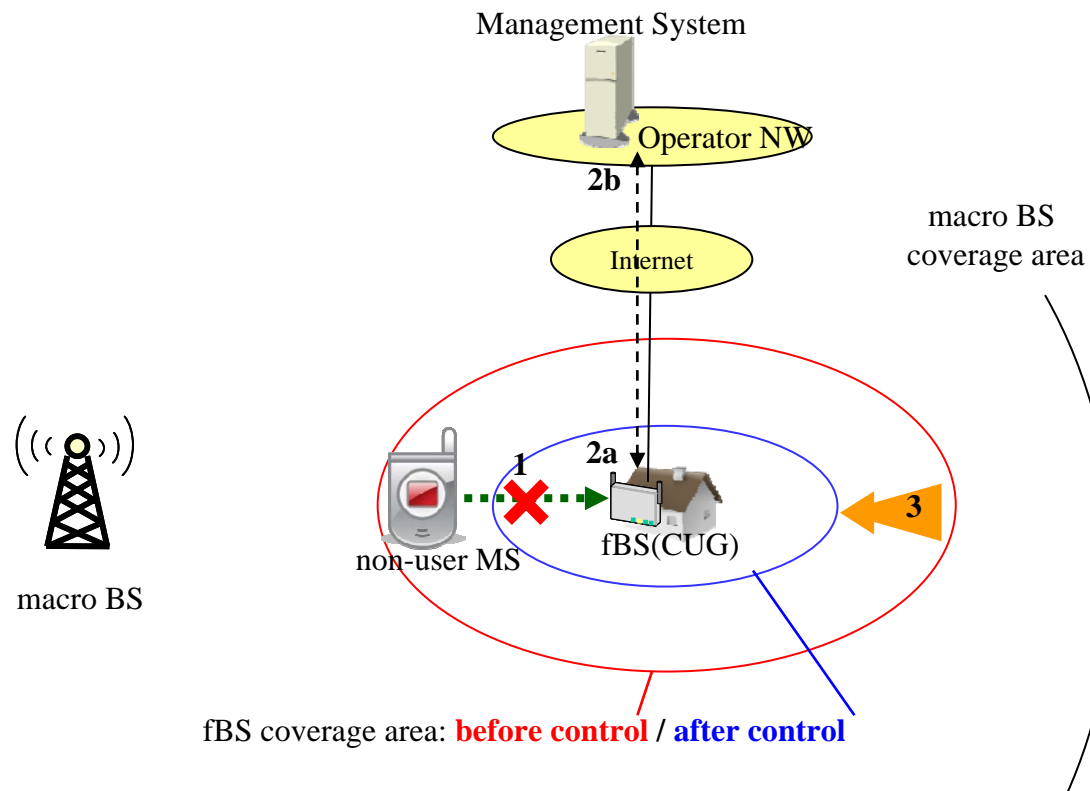 Management System
Operator NW
2b
macro BS
coverage area
Internet
1
2a
3
fBS(CUG)
non-user MS
macro BS
fBS coverage area: before control / after control